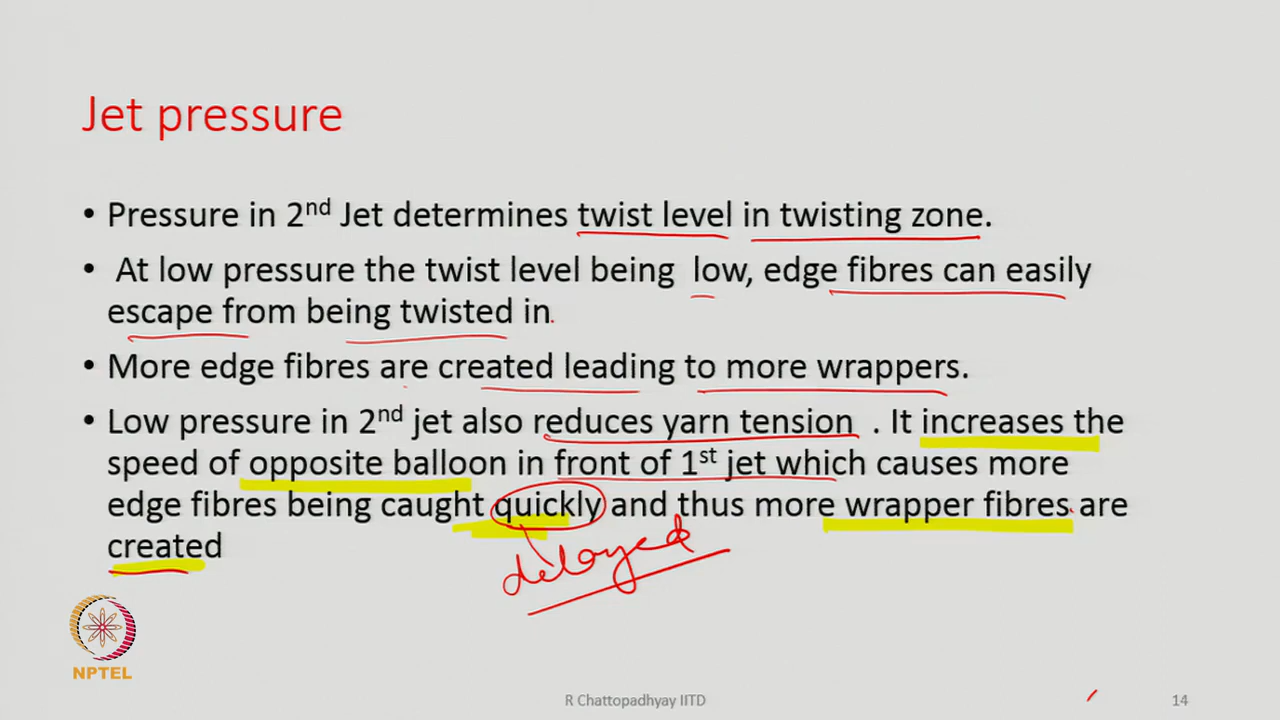 Jet pressure
• Pressure in 2nd Jet determines twist level in twisting zone.
• At low pressure the twist level being low, edge fibres can easily
escape from being twisted in.
• More edge fibres are created leading to more wrappers.
• Low pressure in 2nd jet also reduces yarn tension . It increases the
speed of opposite balloon in front of 1st jet which causes more
edge fibres being caught quickly and thus more wrapper fibres are
created
delayed
NPTEL
R Chattopadhyay IITD
14